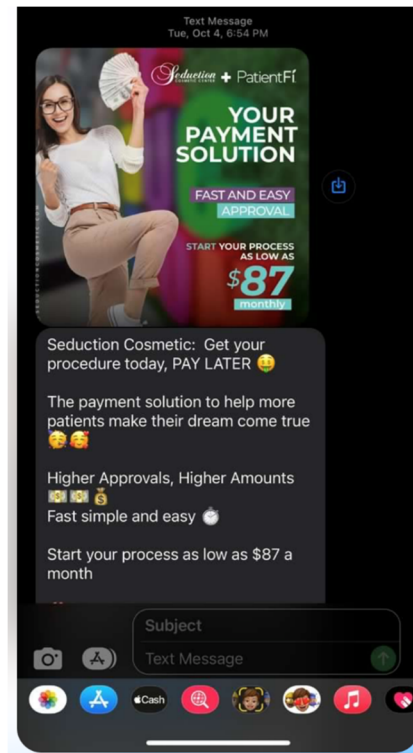 Text Message
Tue, Oct 4, 6:54 PM
Seduction + PatientFi
COSMETIC CENTER
YOUR
PAYMENT
SOLUTION
FAST AND EASY
APPROVAL
START YOUR PROCESS
AS LOW AS
$87
monthly
Seduction Cosmetic: Get your
procedure today, PAY LATER 🤑
The payment solution to help more
patients make their dream come true
🥳🥰
Higher Approvals, Higher Amounts
💵💵💰
Fast simple and easy ⏱️
Start your process as low as $87 a
month
Subject
Text Message
Cash